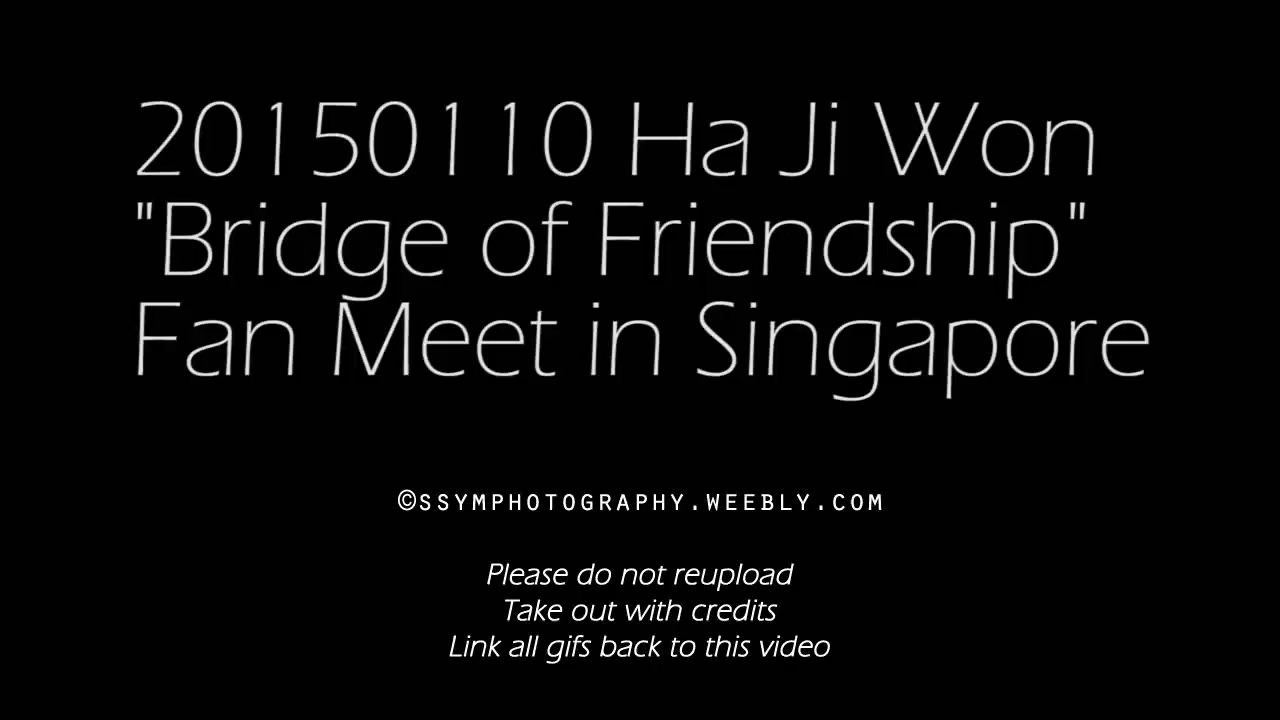 20150110 Ha Ji Won
"Bridge of Friendship"
Fan Meet in Singapore
©SSYMPHOTOGRAPHY.WEEBLY.COM
Please do not reupload
Take out with credits
Link all gifs back to this video